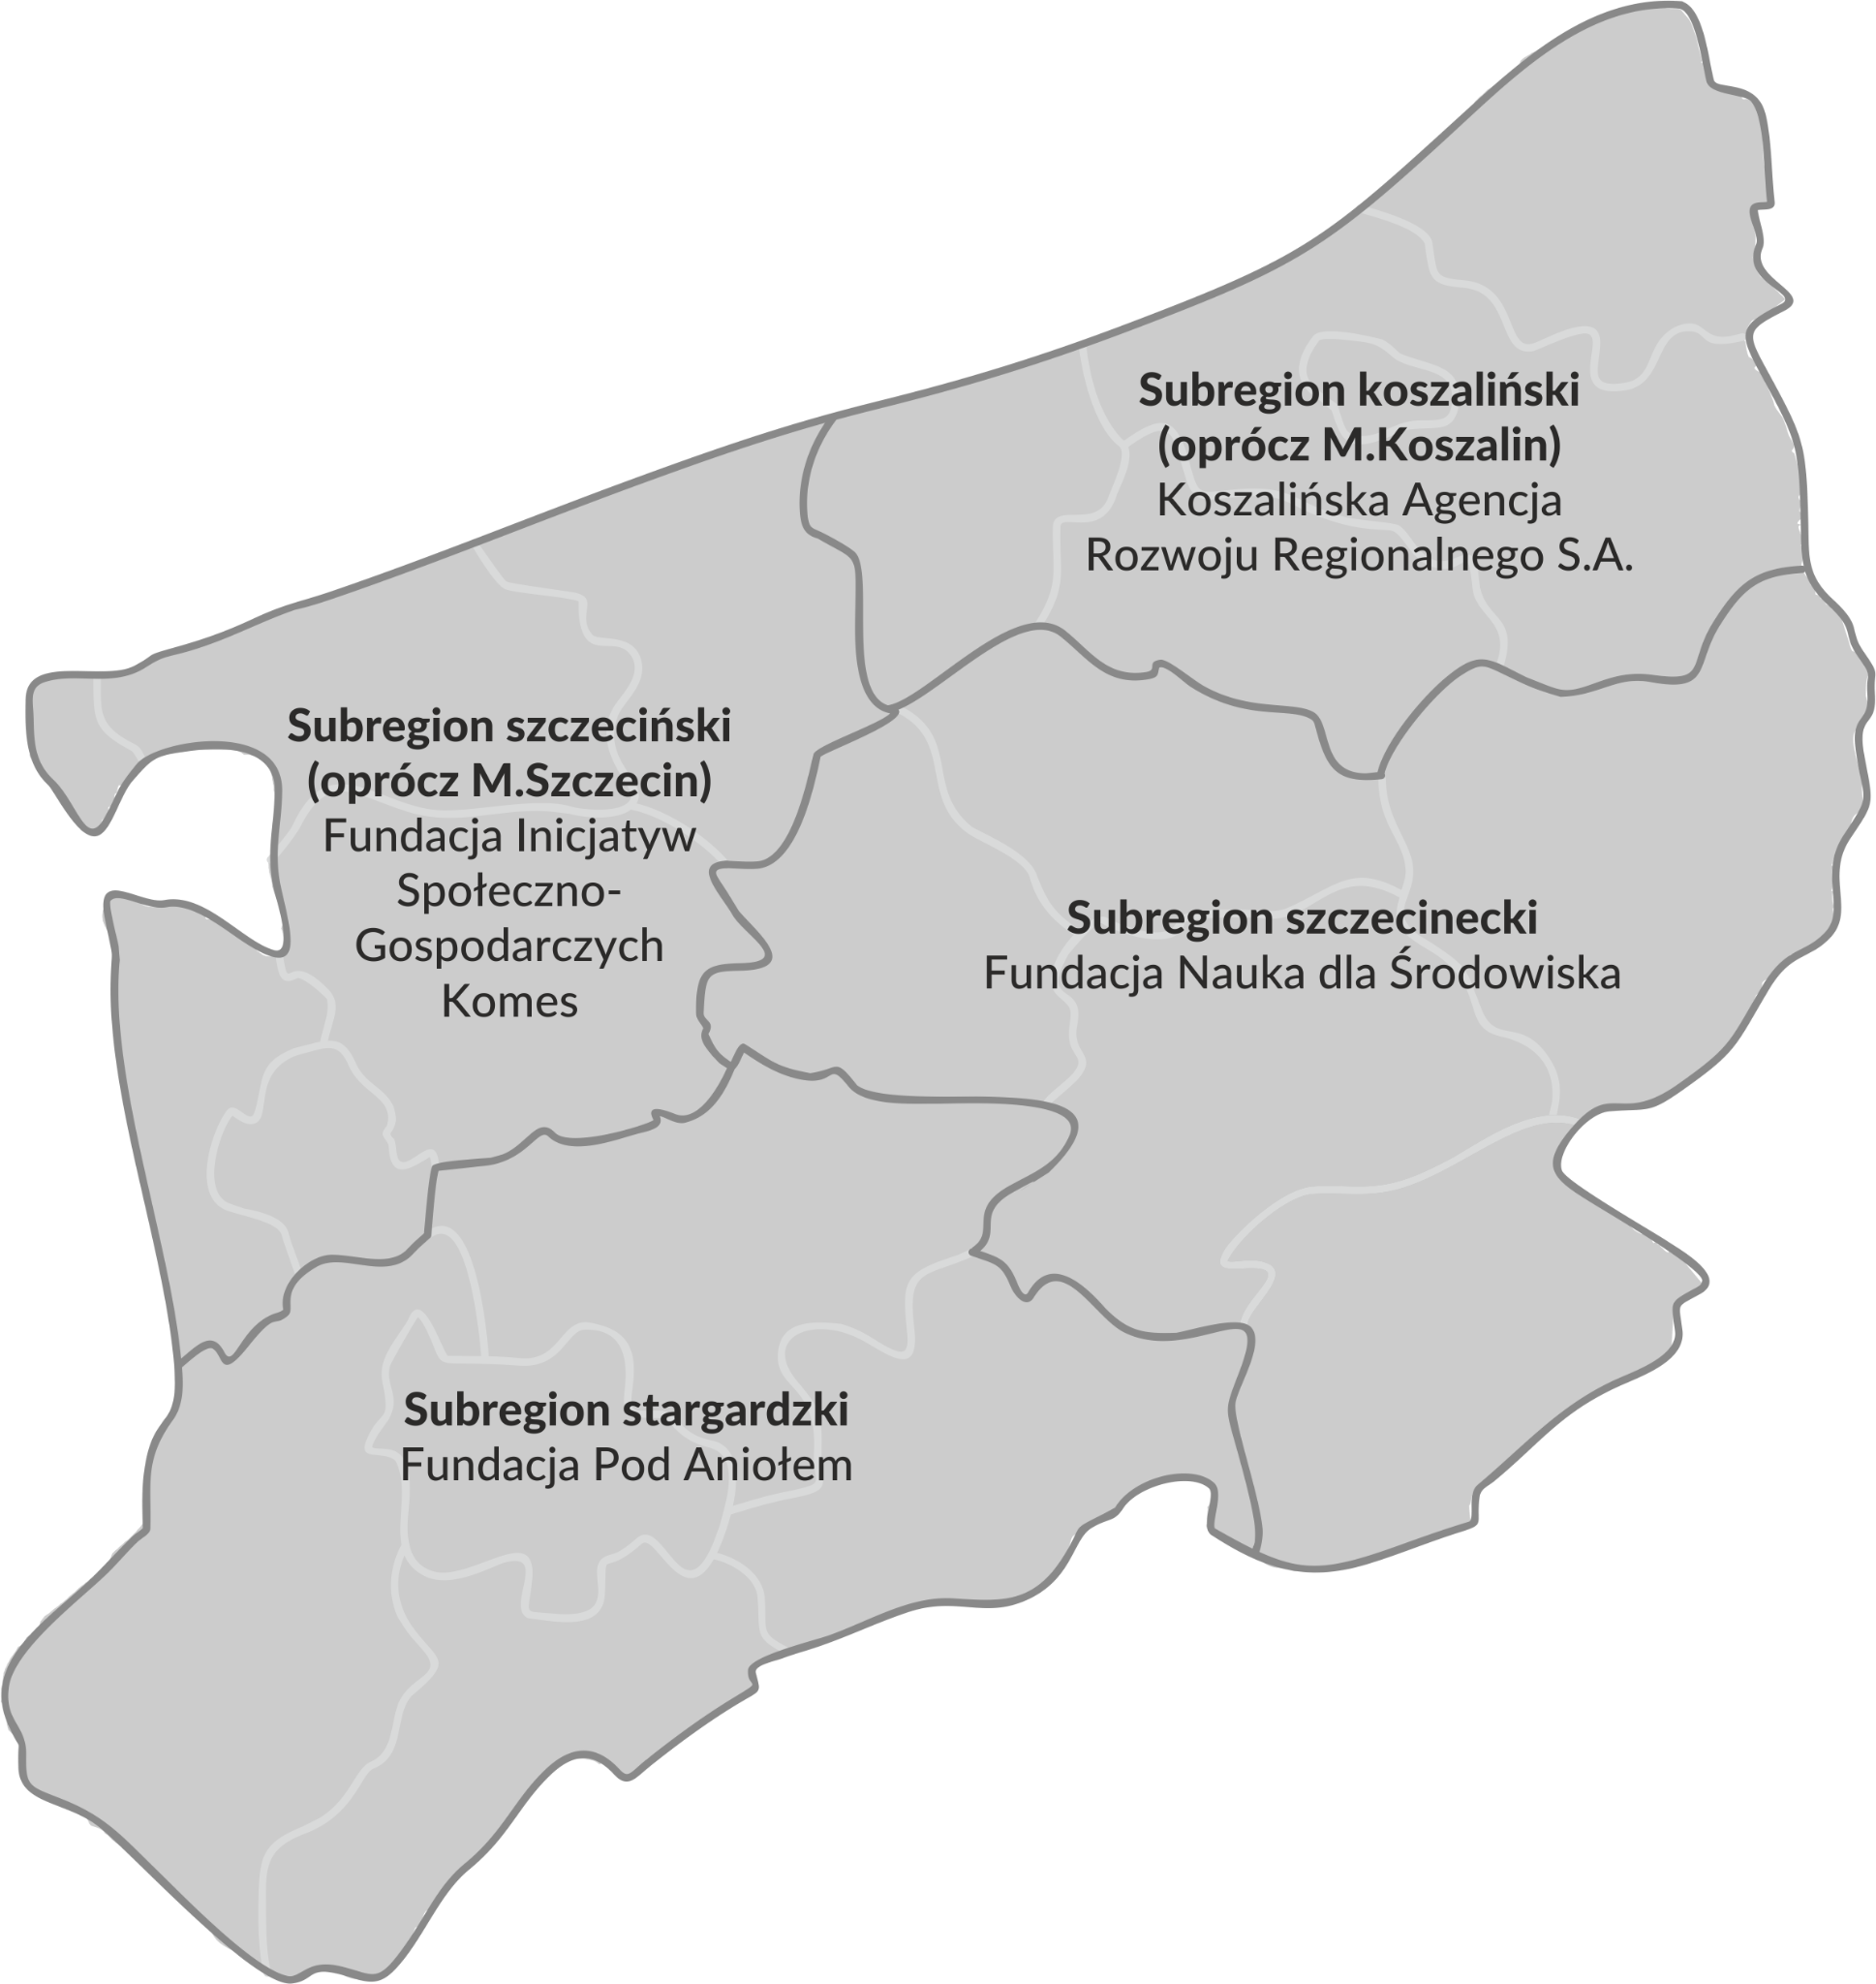 Subregion koszaliński
(oprócz M.Koszalin)
Koszalińska Agencja
Rozwoju Regionalnego S.A.
Subregion szczeciński
(oprócz M.Szczecin)
Fundacja Inicjatyw
Społeczno-
Gospodarczych
Komes
Subregion szczecinecki
Fundacja Nauka dla Środowiska
Subregion stargardzki
Fundacja Pod Aniołem